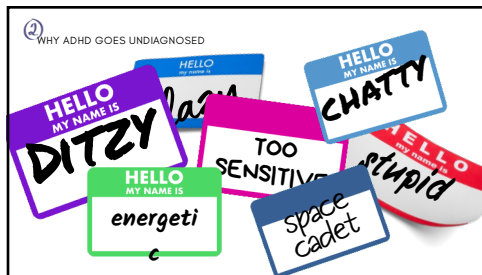 2
WHY ADHD GOES UNDIAGNOSED
HELLO
MY NAME IS
DITZY
lazy
HELLO
my name is
CHATTY
TOO
SENSITIVE
HELLO
my name is
stupid
HELLO
MY NAME IS
energeti
c
space
cadet